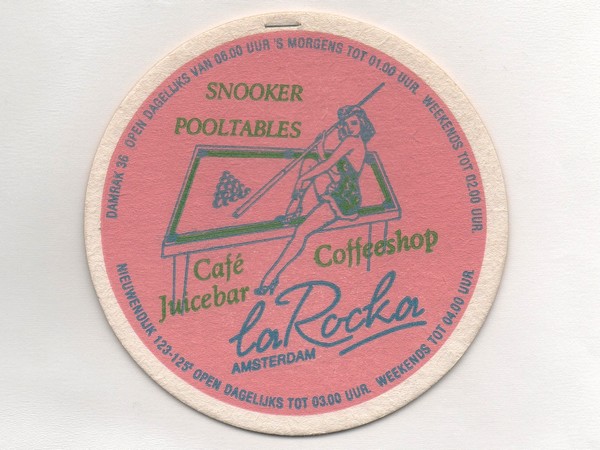 DAMRAK 36 OPEN DAGELIJKS VAN 06.00 UUR 'S MORGENS TOT 01.00 UUR. WEEKENDS TOT 02.00 UUR.
SNOOKER
POOLTABLES
Café
Juicebar
Coffeeshop
la Rocka
AMSTERDAM
NIEUWENDIJK 123-125ᵉ OPEN DAGELIJKS TOT 03.00 UUR. WEEKENDS TOT 04.00 UUR.